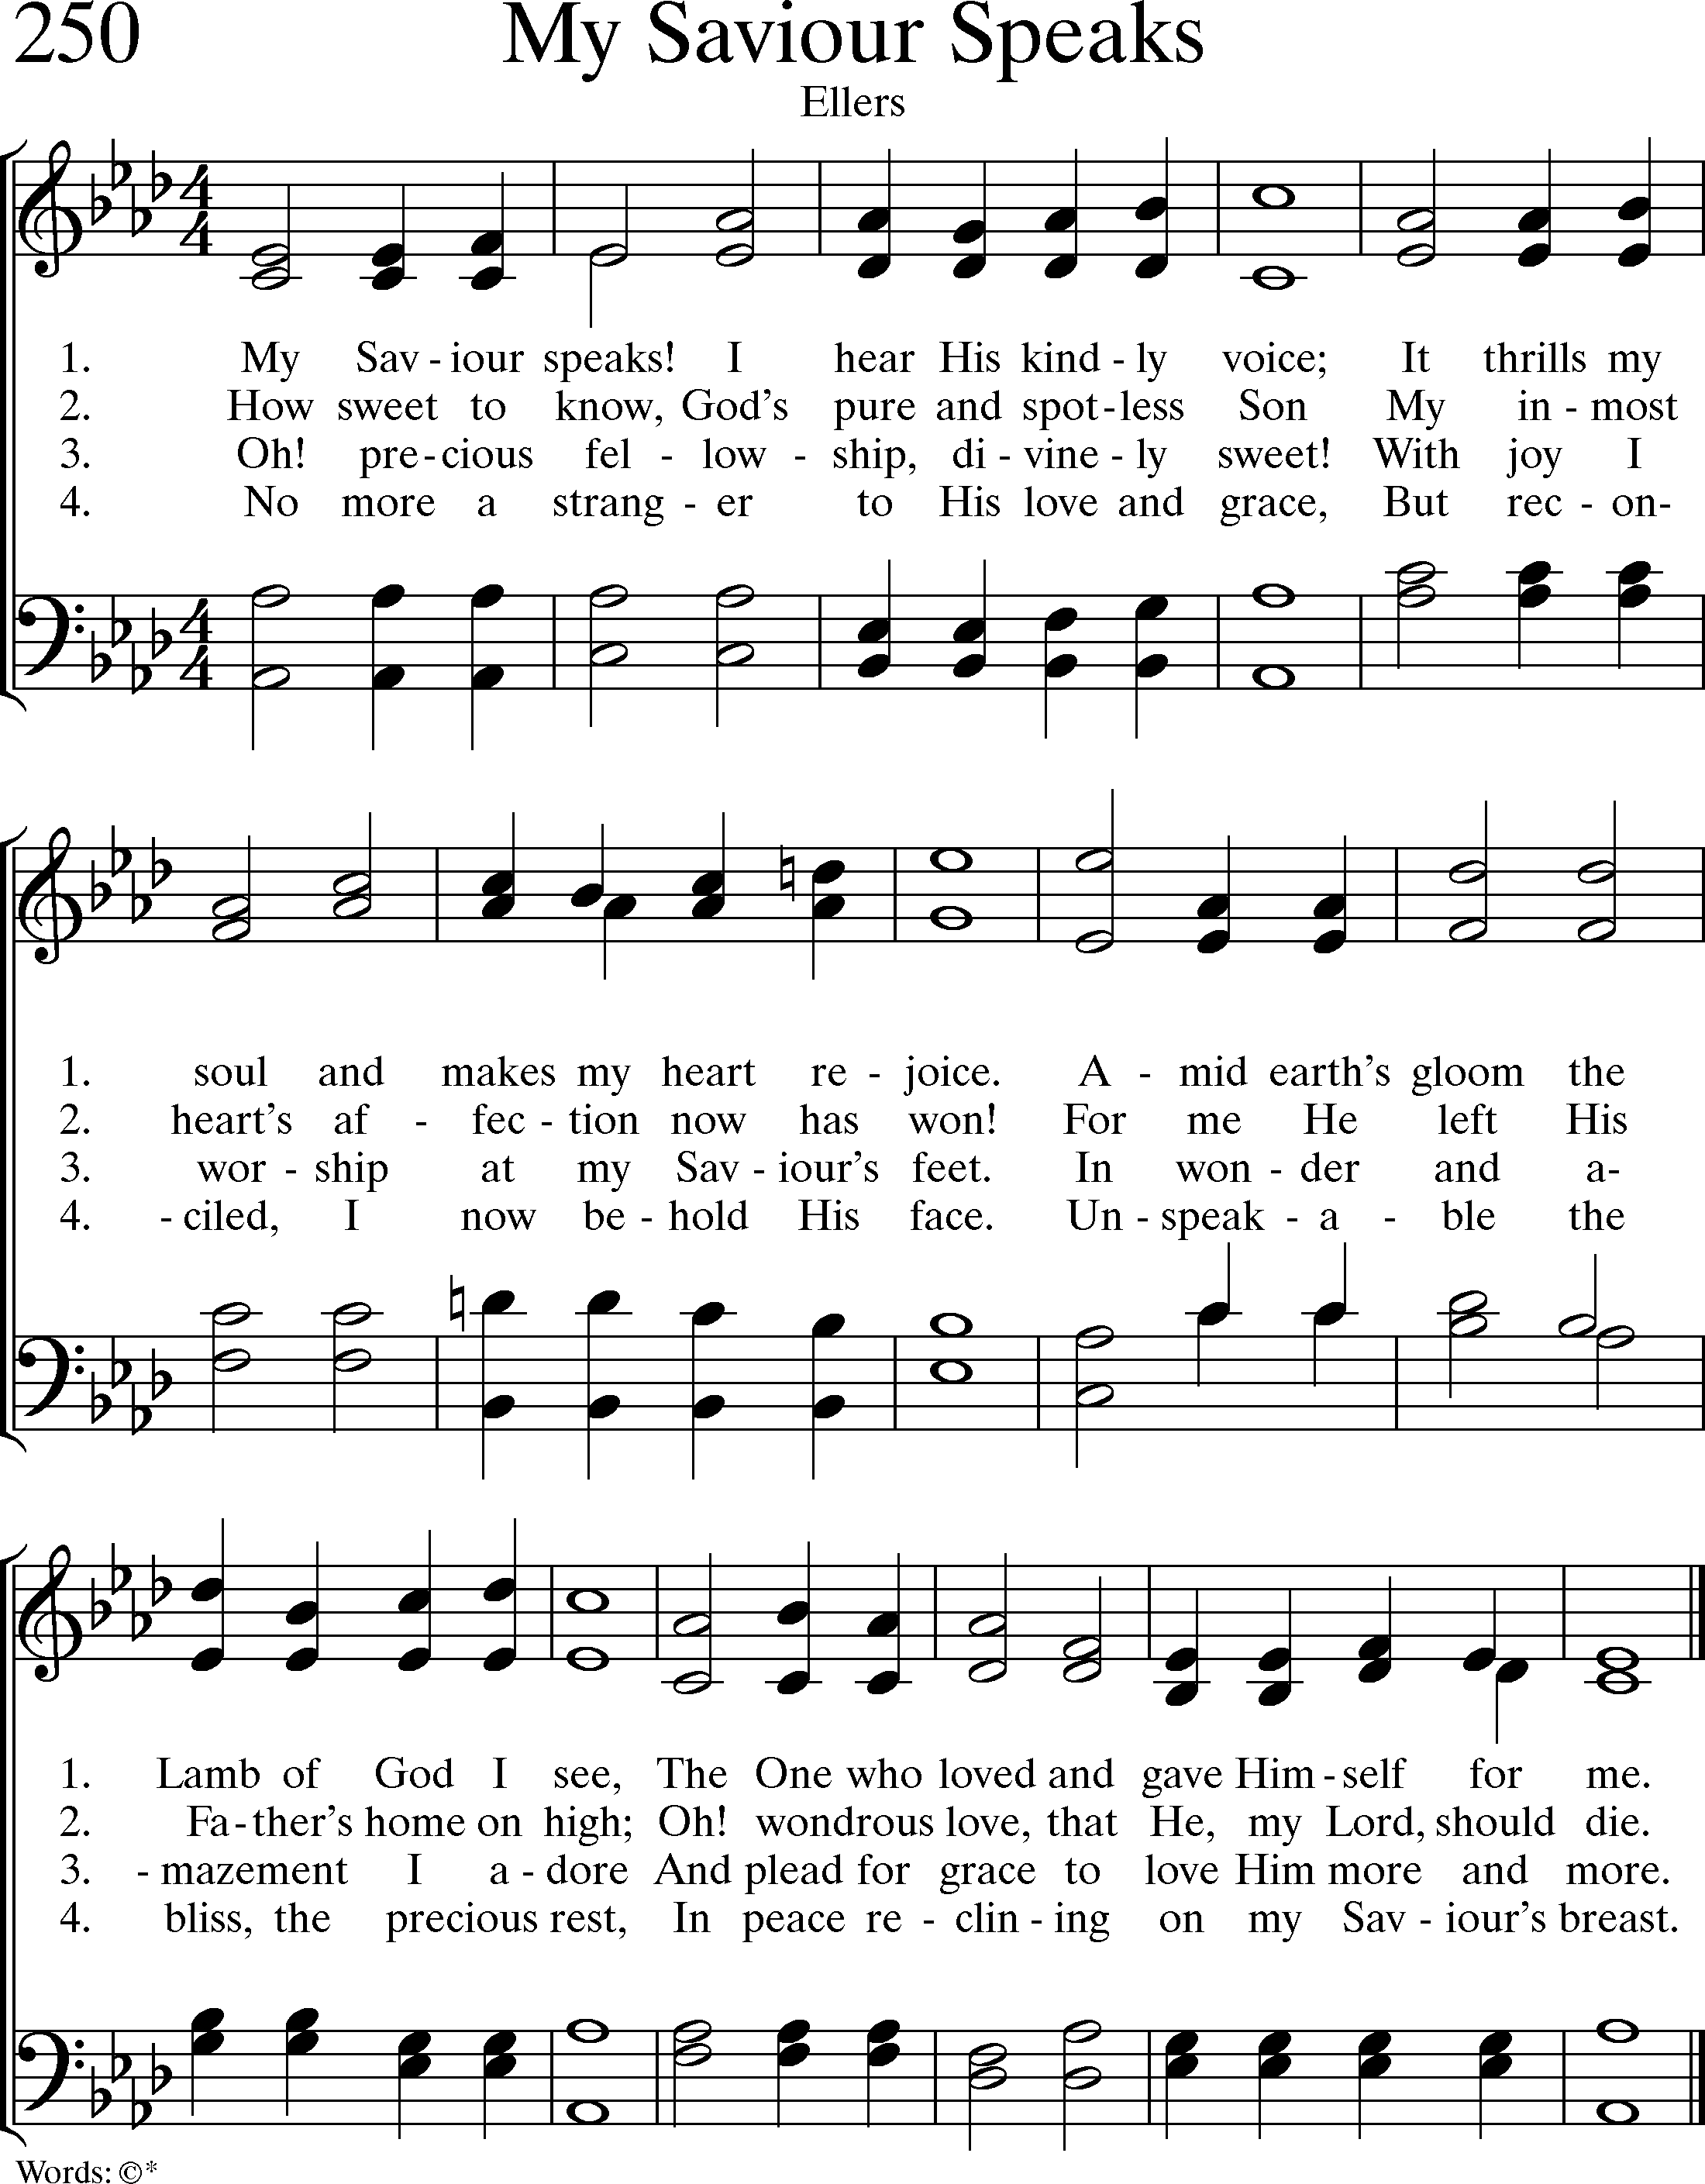 250 My Saviour Speaks
Ellers
1. My Sav - iour speaks! I hear His kind - ly voice; It thrills my
2. How sweet to know, God's pure and spot - less Son My in - most
3. Oh! pre - cious fel - low - ship, di - vine - ly sweet! With joy I
4. No more a strang - er to His love and grace, But rec - on-
1. soul and makes my heart re - joice. A - mid earth's gloom the
2. heart's af - fec - tion now has won! For me He left His
3. wor - ship at my Sav - iour's feet. In won - der and a-
4. - ciled, I now be - hold His face. Un - speak - a - ble the
1. Lamb of God I see, The One who loved and gave Him - self for me.
2. Fa - ther's home on high; Oh! wondrous love, that He, my Lord, should die.
3. - mazement I a - dore And plead for grace to love Him more and more.
4. bliss, the precious rest, In peace re - clin - ing on my Sav - iour's breast.
Words: ©*